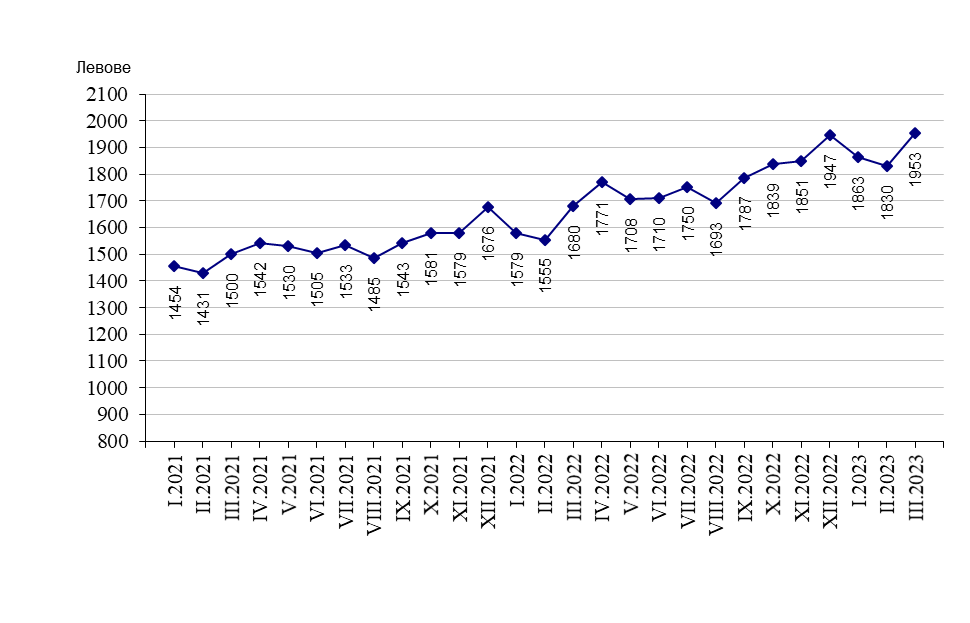 Левове
2100
2000
1900
1800
1700
1600
1500
1400
1300
1200
1100
1000
900
800
1454
1431
1500
1542
1530
1505
1533
1485
1543
1581
1579
1676
1579
1555
1680
1771
1708
1710
1750
1693
1787
1839
1851
1947
1863
1830
1953
I.2021
II.2021
III.2021
IV.2021
V.2021
VI.2021
VII.2021
VIII.2021
IX.2021
X.2021
XI.2021
XII.2021
I.2022
II.2022
III.2022
IV.2022
V.2022
VI.2022
VII.2022
VIII.2022
IX.2022
X.2022
XI.2022
XII.2022
I.2023
II.2023
III.2023